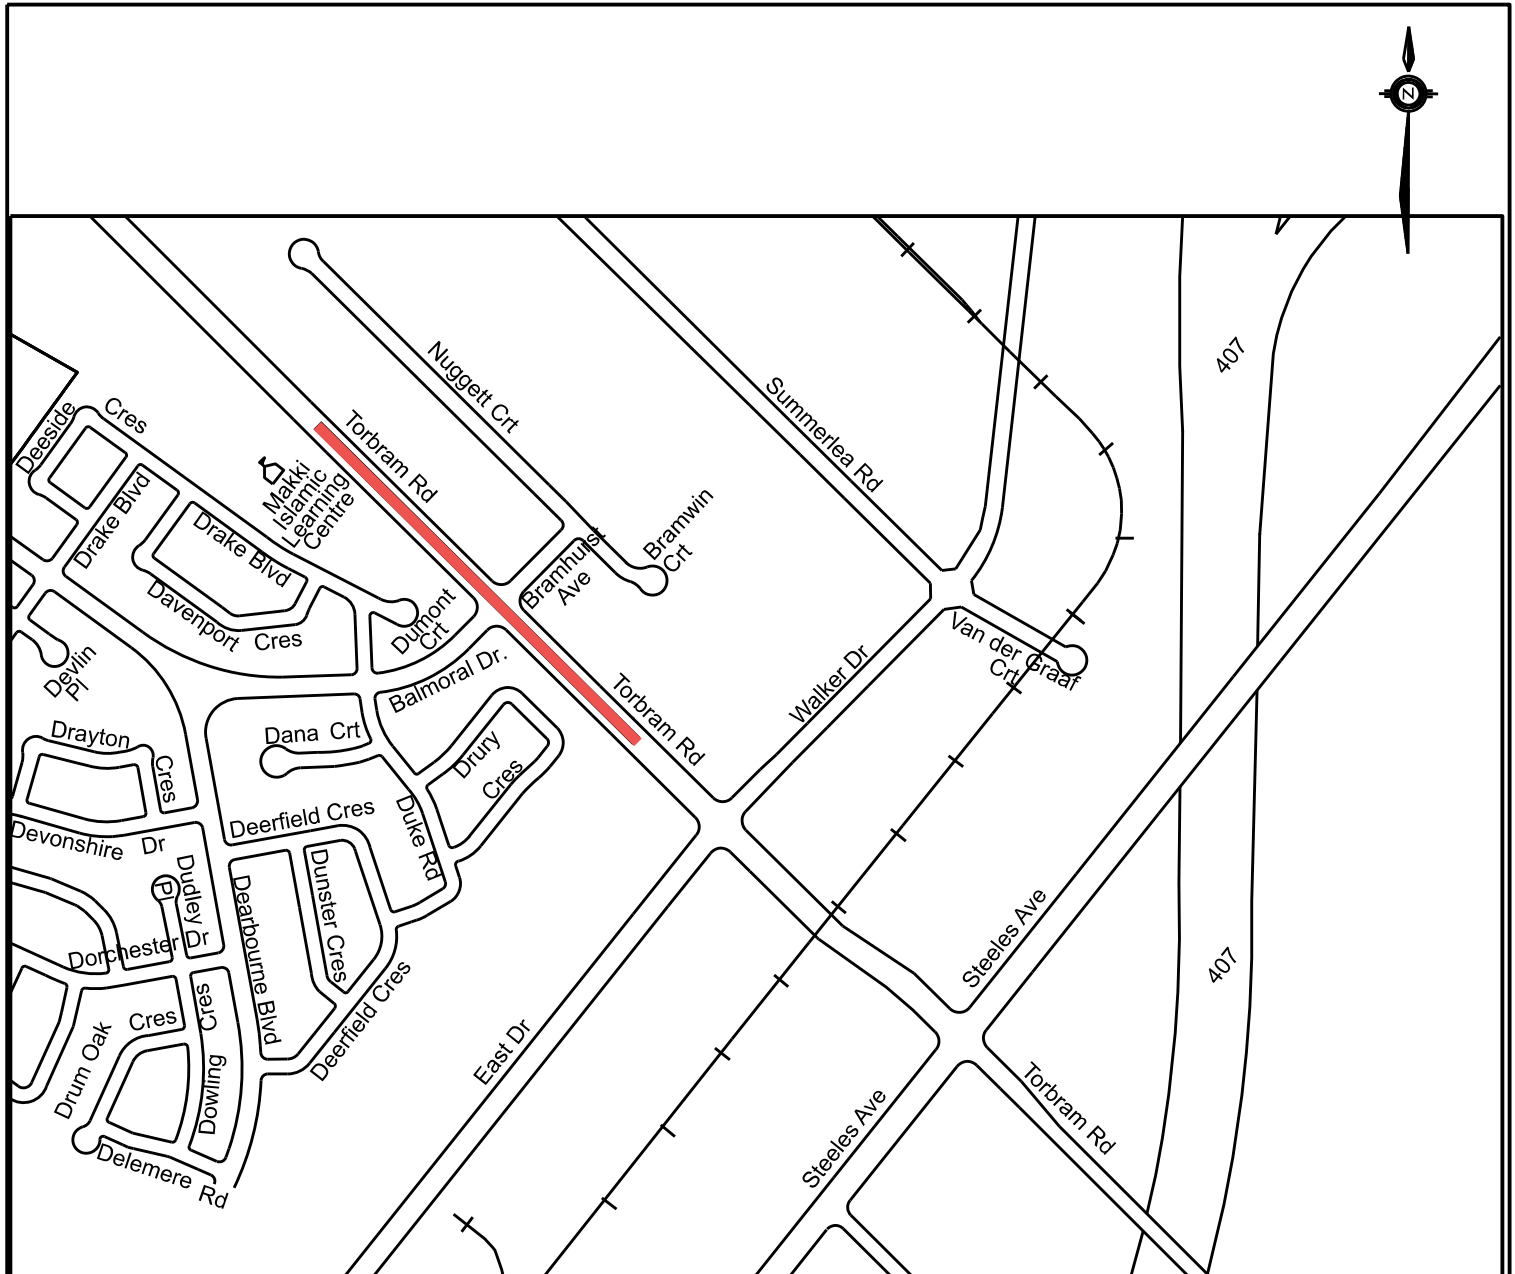 Z
407
Nuggett Crt
Summerlea Rd
Deeside
Cres
Torbram Rd
Makki
Islamic
Learning
Centre
Drake Blvd
Drake Blvd
Bramwin
Crt
Bramhurst
Ave
Davenport
Cres
Dumont
Crt
Van der Graaf
Crt
Devlin
Pl
Balmoral Dr.
Walker Dr
Torbram Rd
Drayton
Cres
Dana Crt
Drury
Cres
Deerfield Cres
Duke Rd
Devonshire Dr
Dudley Dr
Pl
Dunster Cres
Dearbourne Blvd
Dorchester
Steeles Ave
407
Deerfield Cres
Cres
Cres
Drum Oak
Dowling
East Dr
Torbram Rd
Steeles Ave
Delemere Rd